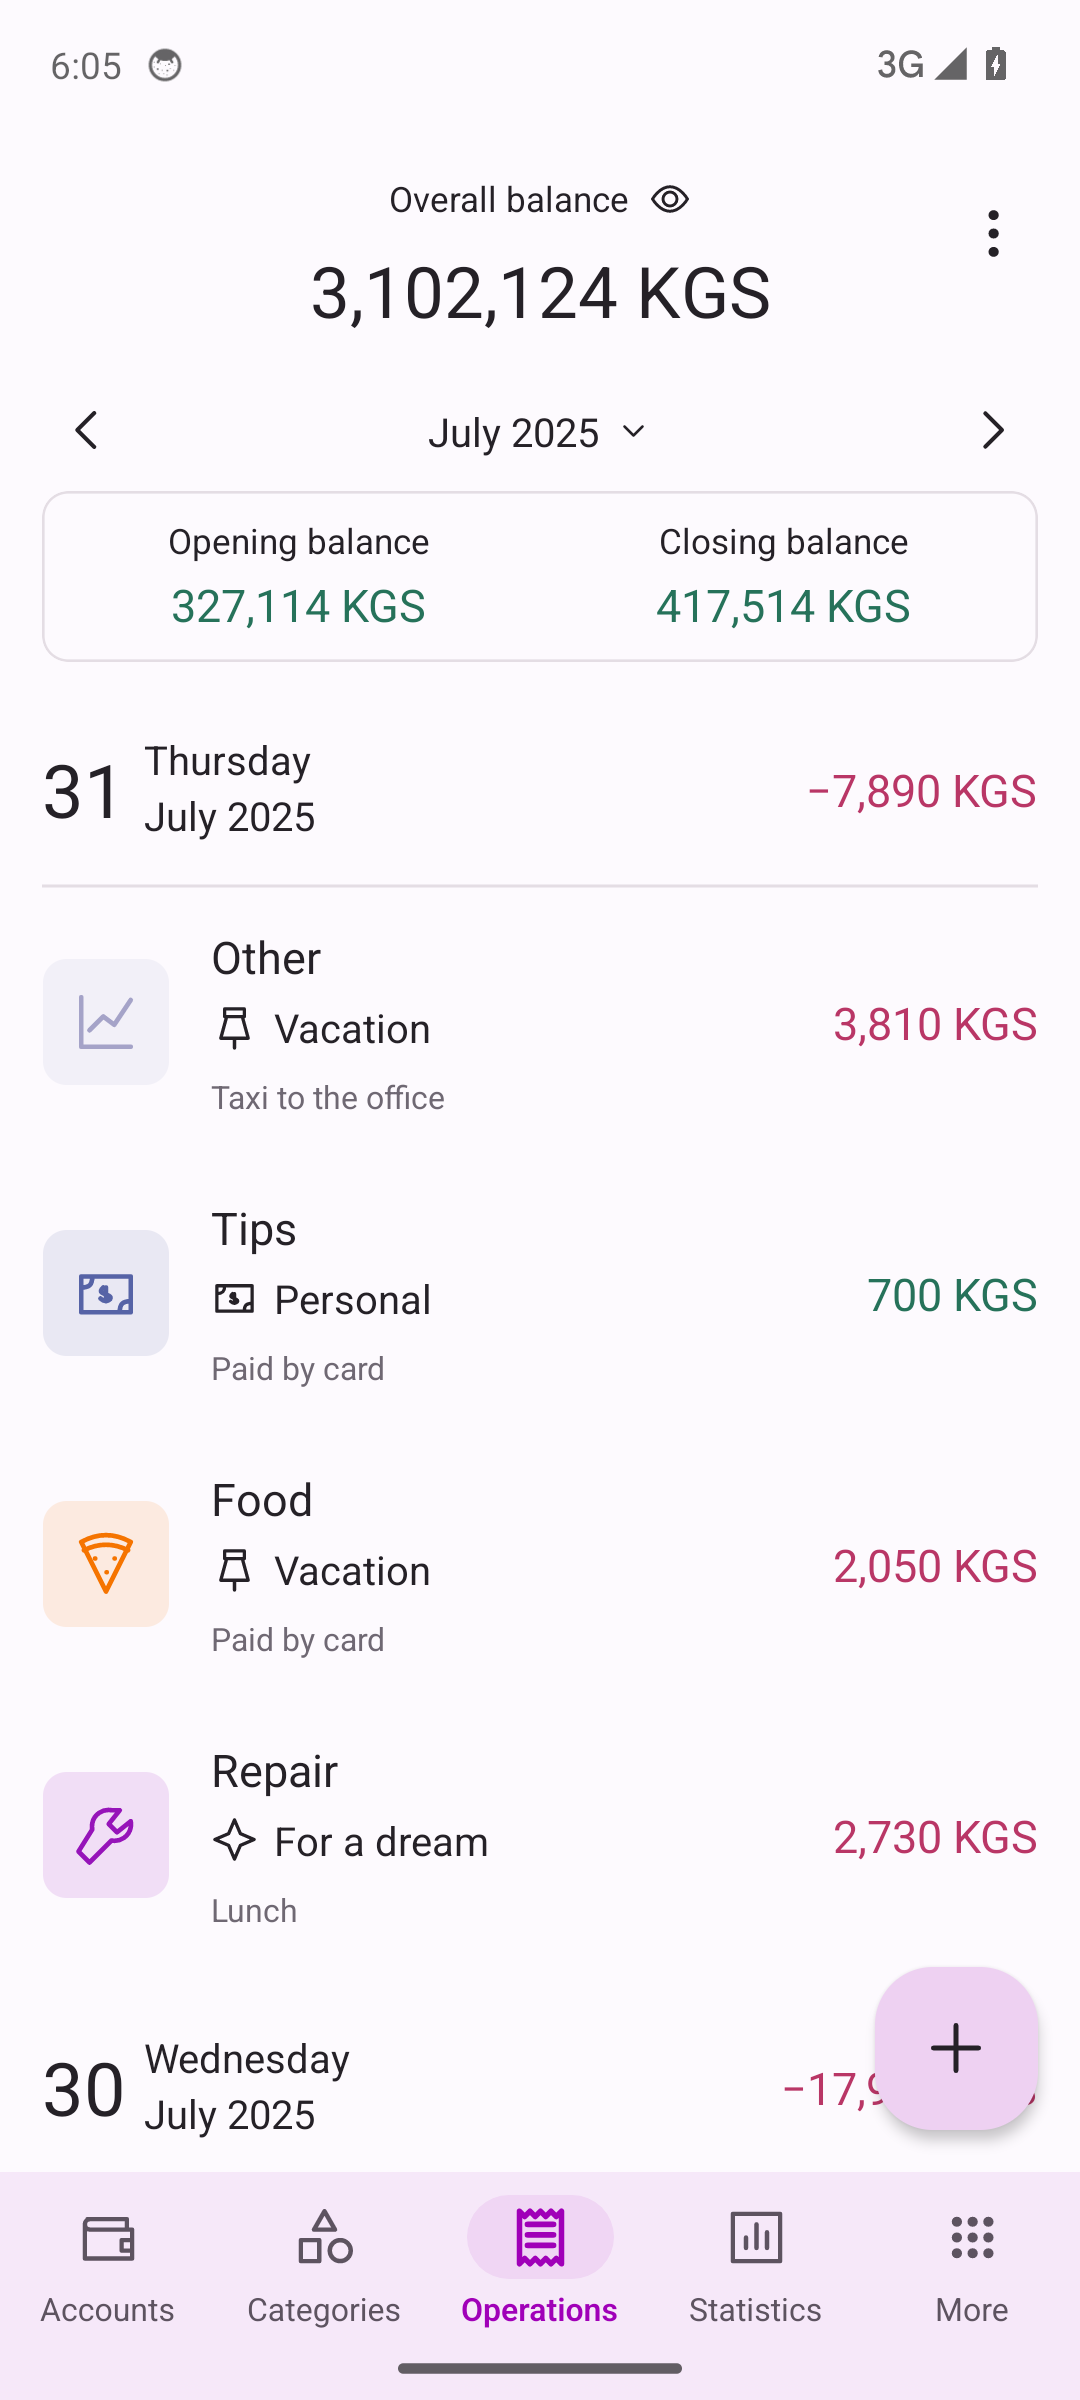 6:05
3G
Overall balance
3,102,124 KGS
July 2025
Opening balance
Closing balance
327,114 KGS
417,514 KGS
31
Thursday
July 2025
−7,890 KGS
Other
Vacation
Taxi to the office
3,810 KGS
Tips
Personal
Paid by card
700 KGS
Food
Vacation
Paid by card
2,050 KGS
Repair
For a dream
Lunch
2,730 KGS
30
Wednesday
July 2025
Accounts
Categories
Operations
Statistics
More